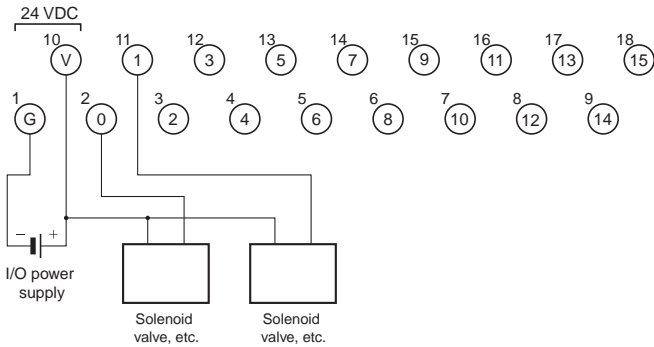 24 VDC
10 11 12 13 14 15 16 17 18
V 1 3 5 7 9 11 13 15
1 2 3 4 5 6 7 8 9
G 0 2 4 6 8 10 12 14
− +
I/O power
supply
Solenoid
valve, etc.
Solenoid
valve, etc.